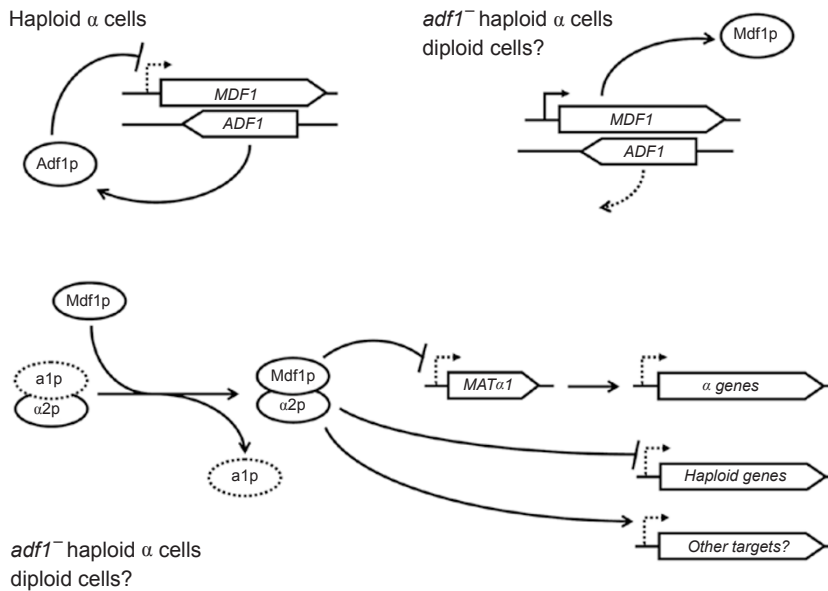 Haploid α cells
MDF1
ADF1
Adf1p
adf1⁻ haploid α cells
diploid cells?
Mdf1p
MDF1
ADF1
Mdf1p
a1p
α2p
a1p
Mdf1p
α2p
MATα1
α genes
Haploid genes
Other targets?
adf1⁻ haploid α cells
diploid cells?